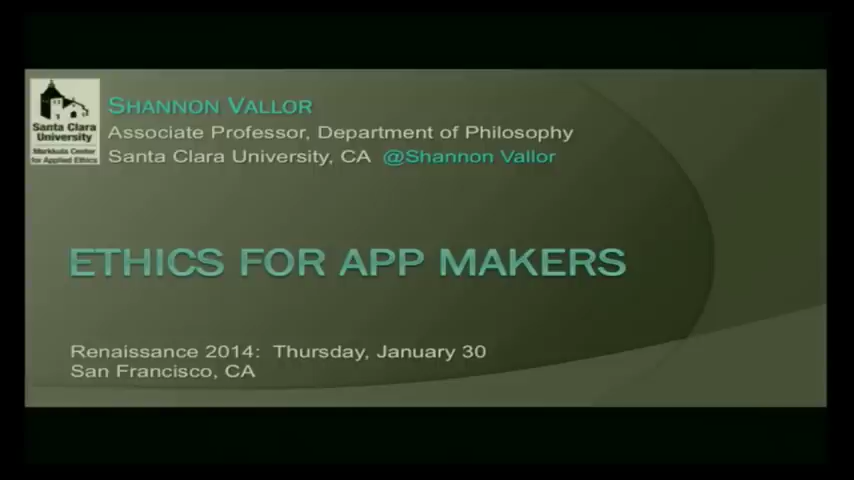 Santa Clara
University
Markkula Center
for Applied Ethics
SHANNON VALLOR
Associate Professor, Department of Philosophy
Santa Clara University, CA @Shannon Vallor
ETHICS FOR APP MAKERS
Renaissance 2014: Thursday, January 30
San Francisco, CA